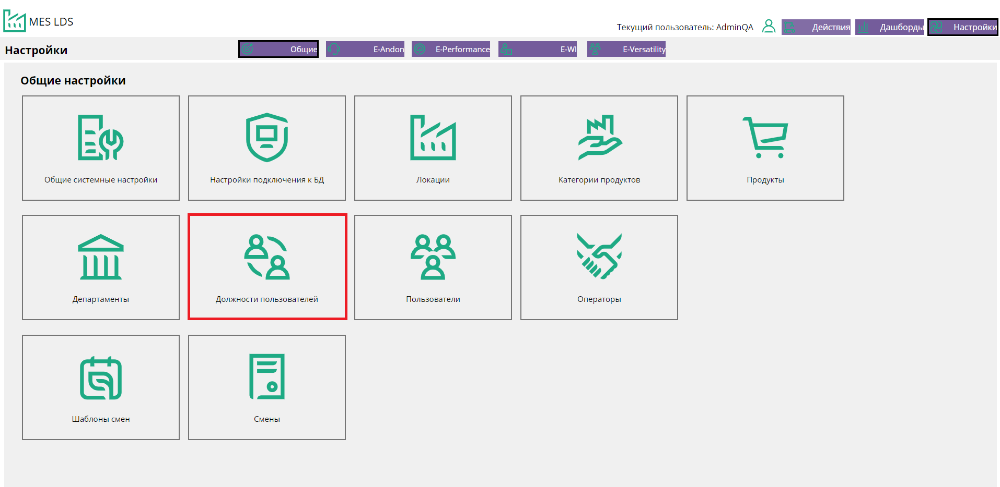 MES LDS
Текущий пользователь: AdminQA
Действия
Дашборды
Настройки
Настройки
Общие
E-Andon
E-Performance
E-WI
E-Versatility
Общие настройки
Общие системные настройки
Настройки подключения к БД
Локации
Категории продуктов
Продукты
Департаменты
Должности пользователей
Пользователи
Операторы
Шаблоны смен
Смены